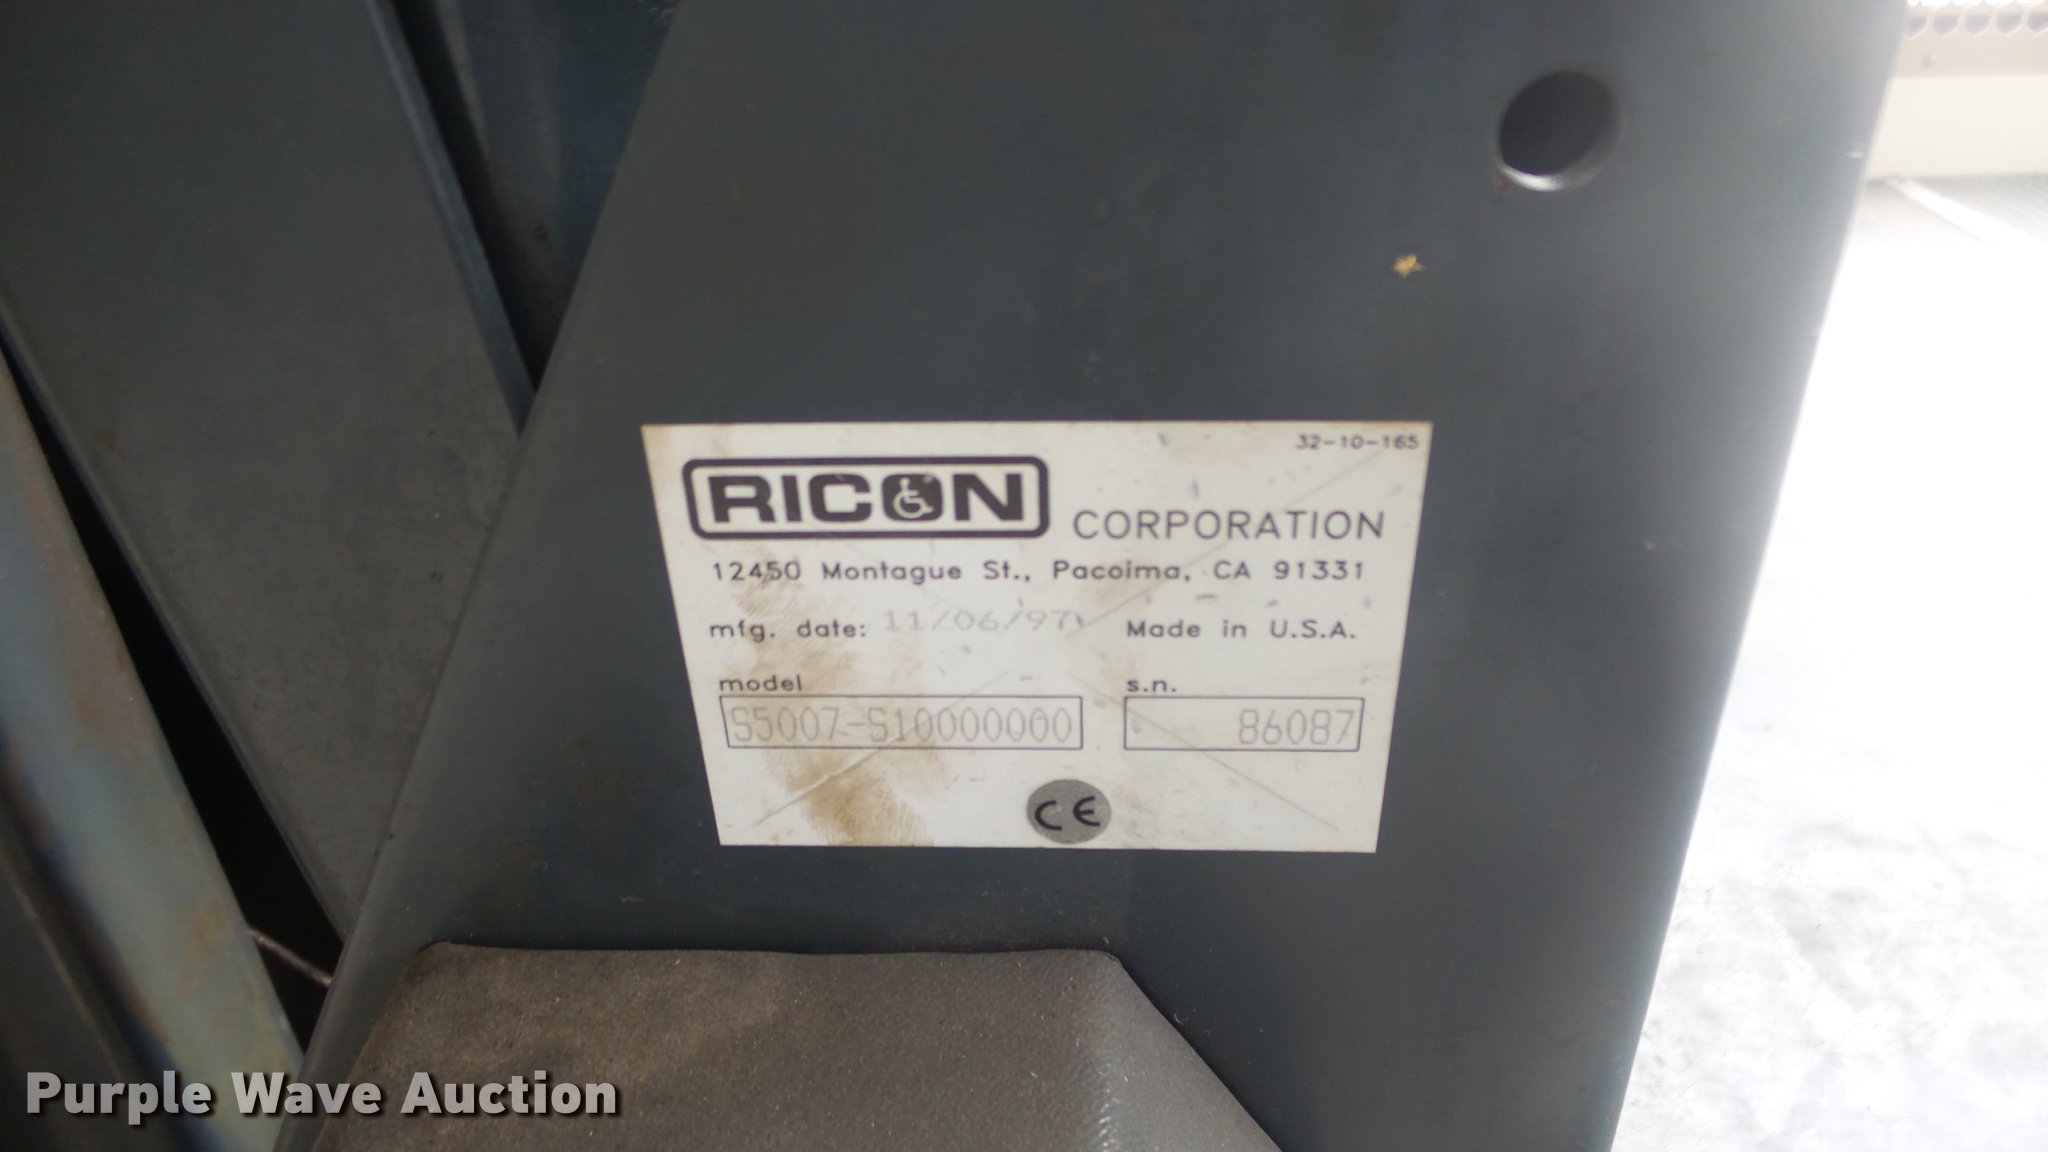 32-10-165
RICON CORPORATION
12450 Montague St., Pacoima, CA 91331
mfg. date: 11/06/97 Made in U.S.A.
model s.n.
S5007-S10000000 86087
CE
Purple Wave Auction